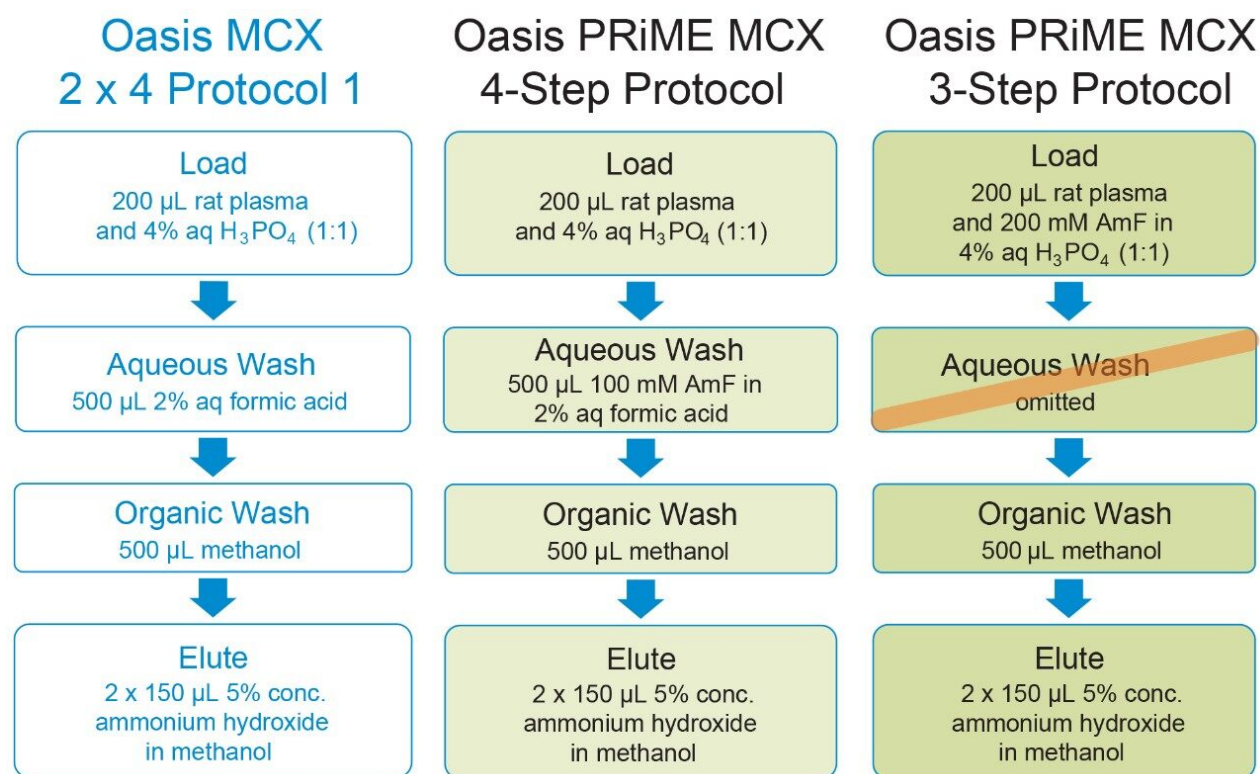 Oasis MCX
2 x 4 Protocol 1
Load
200 µL rat plasma
and 4% aq H₃PO₄ (1:1)
Aqueous Wash
500 µL 2% aq formic acid
Organic Wash
500 µL methanol
Elute
2 x 150 µL 5% conc.
ammonium hydroxide
in methanol
Oasis PRiME MCX
4-Step Protocol
Load
200 µL rat plasma
and 4% aq H₃PO₄ (1:1)
Aqueous Wash
500 µL 100 mM AmF in
2% aq formic acid
Organic Wash
500 µL methanol
Elute
2 x 150 µL 5% conc.
ammonium hydroxide
in methanol
Oasis PRiME MCX
3-Step Protocol
Load
200 µL rat plasma
and 200 mM AmF in
4% aq H₃PO₄ (1:1)
Aqueous Wash
omitted
Organic Wash
500 µL methanol
Elute
2 x 150 µL 5% conc.
ammonium hydroxide
in methanol